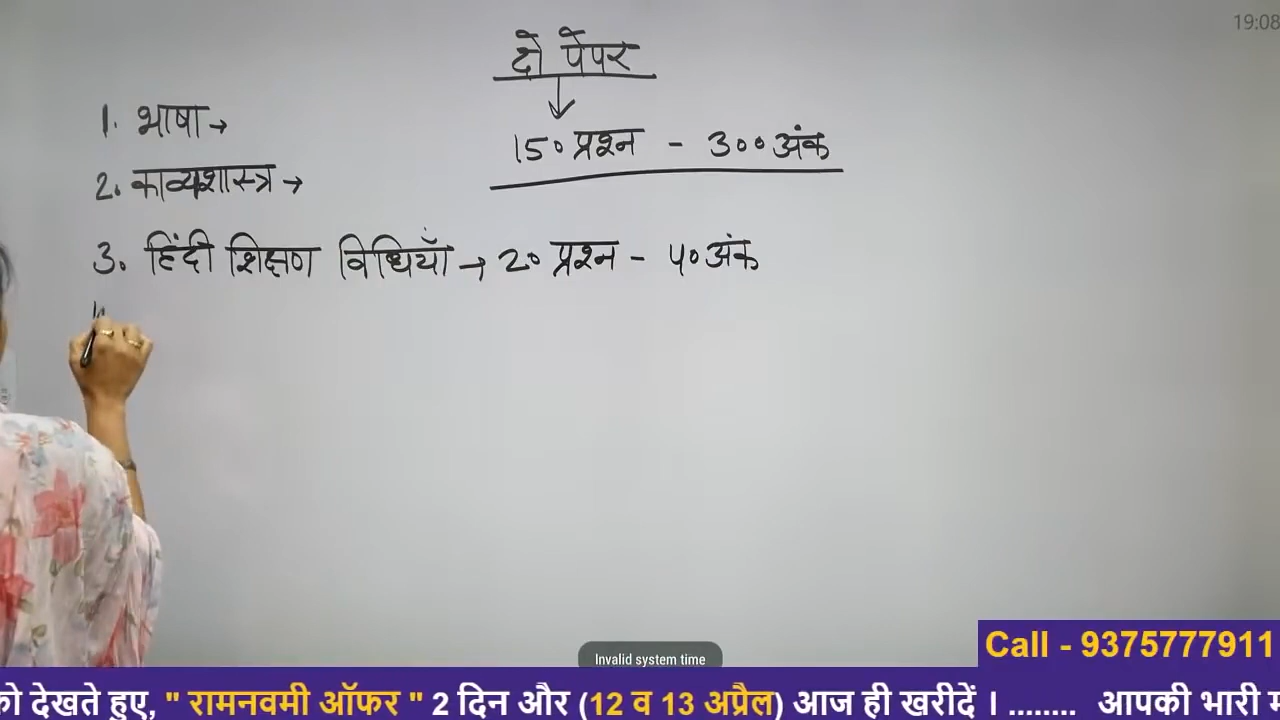 19:08
दो पेपर
↓
150 प्रश्न - 300 अंक
1. भाषा →
2. काव्यशास्त्र →
3. हिंदी शिक्षण विधियाँ → 20 प्रश्न - 40 अंक
Invalid system time
Call - 9375777911
को देखते हुए, " रामनवमी ऑफर " 2 दिन और (12 व 13 अप्रैल) आज ही खरीदें । ........ आपकी भारी